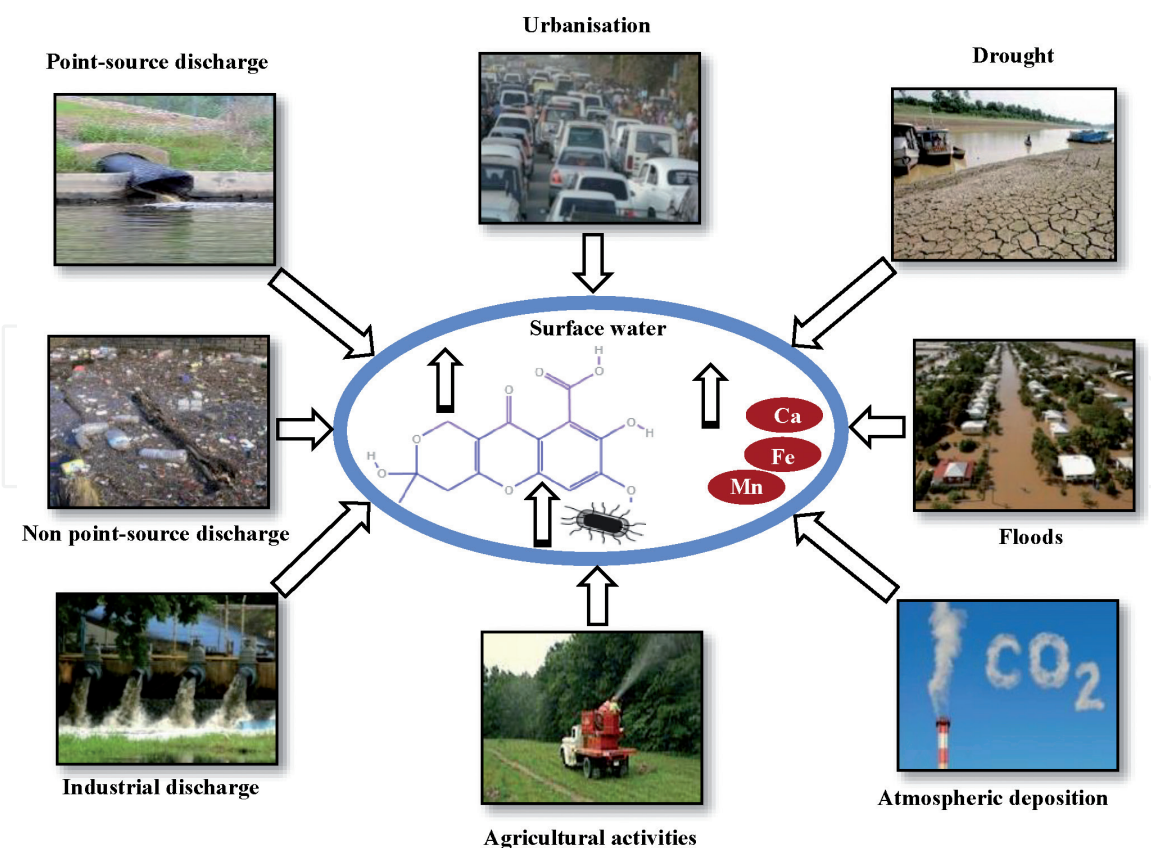 Urbanisation
Point-source discharge
Drought
Surface water
H
O
O
O
O
H
O
H
O
O
O
Ca
Fe
Mn
Non point-source discharge
Floods
CO2
Industrial discharge
Atmospheric deposition
Agricultural activities